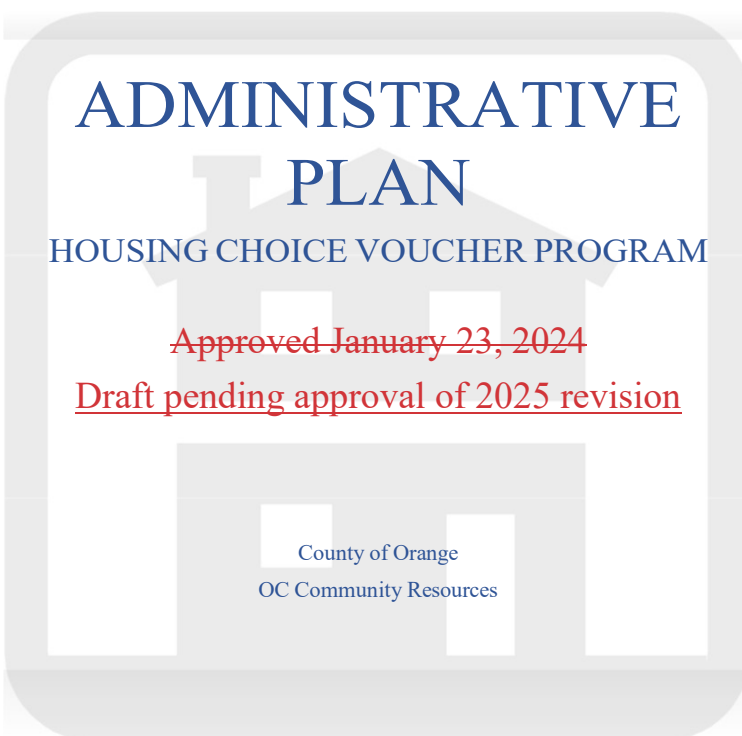 ADMINISTRATIVE
PLAN
HOUSING CHOICE VOUCHER PROGRAM
Approved January 23, 2024
Draft pending approval of 2025 revision
County of Orange
OC Community Resources